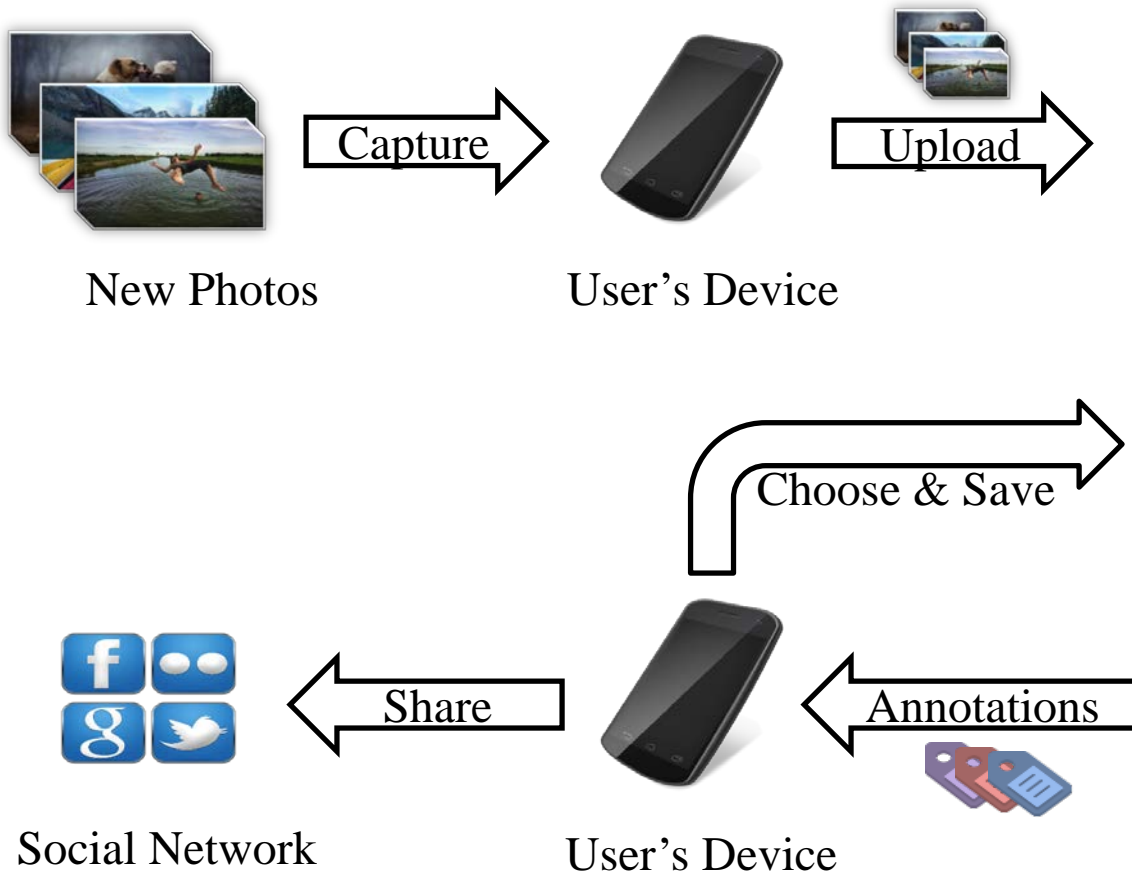 Capture
Upload
New Photos
User’s Device
Choose & Save
f
g
Share
Annotations
Social Network
User’s Device